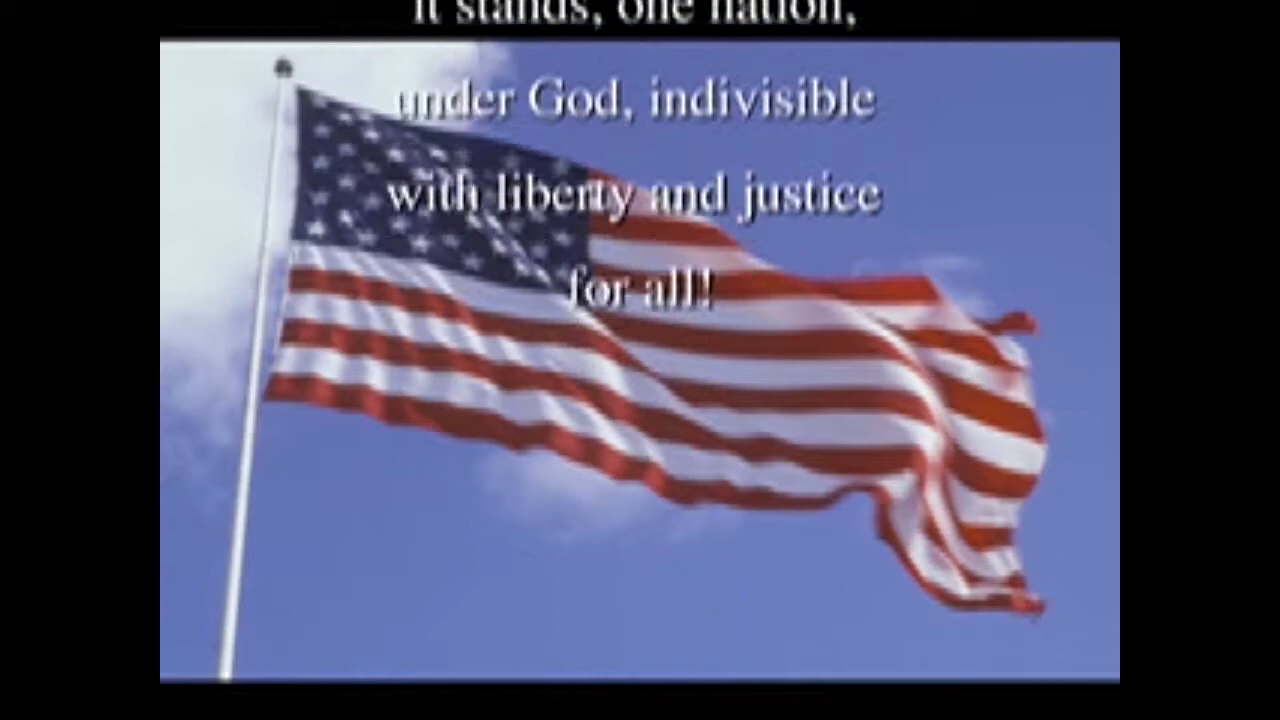 it stands, one nation,
under God, indivisible
with liberty and justice
for all!